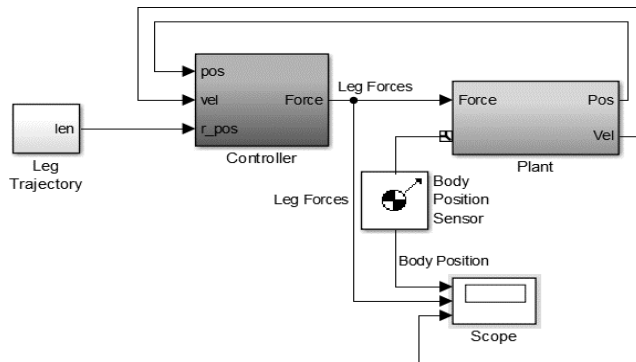 pos
vel
r_pos
Force
Controller
len
Leg
Trajectory
Leg Forces
Force
Pos
Vel
Plant
Leg Forces
Body
Position
Sensor
Body Position
Scope